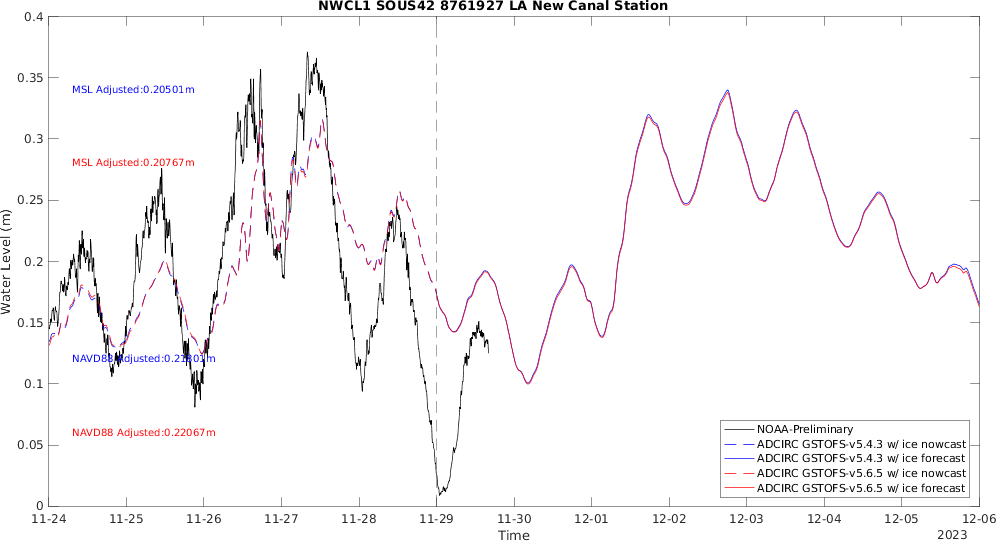 NWCL1 SOUS42 8761927 LA New Canal Station
0.4
0.35
0.3
0.25
0.2
0.15
0.1
0.05
0
Water Level (m)
MSL Adjusted:0.20501m
MSL Adjusted:0.20767m
NAVD88 Adjusted:0.21801m
NAVD88 Adjusted:0.22067m
NOAA-Preliminary
ADCIRC GSTOFS-v5.4.3 w/ ice nowcast
ADCIRC GSTOFS-v5.4.3 w/ ice forecast
ADCIRC GSTOFS-v5.6.5 w/ ice nowcast
ADCIRC GSTOFS-v5.6.5 w/ ice forecast
11-24 11-25 11-26 11-27 11-28 11-29 11-30 12-01 12-02 12-03 12-04 12-05 12-06
Time
2023